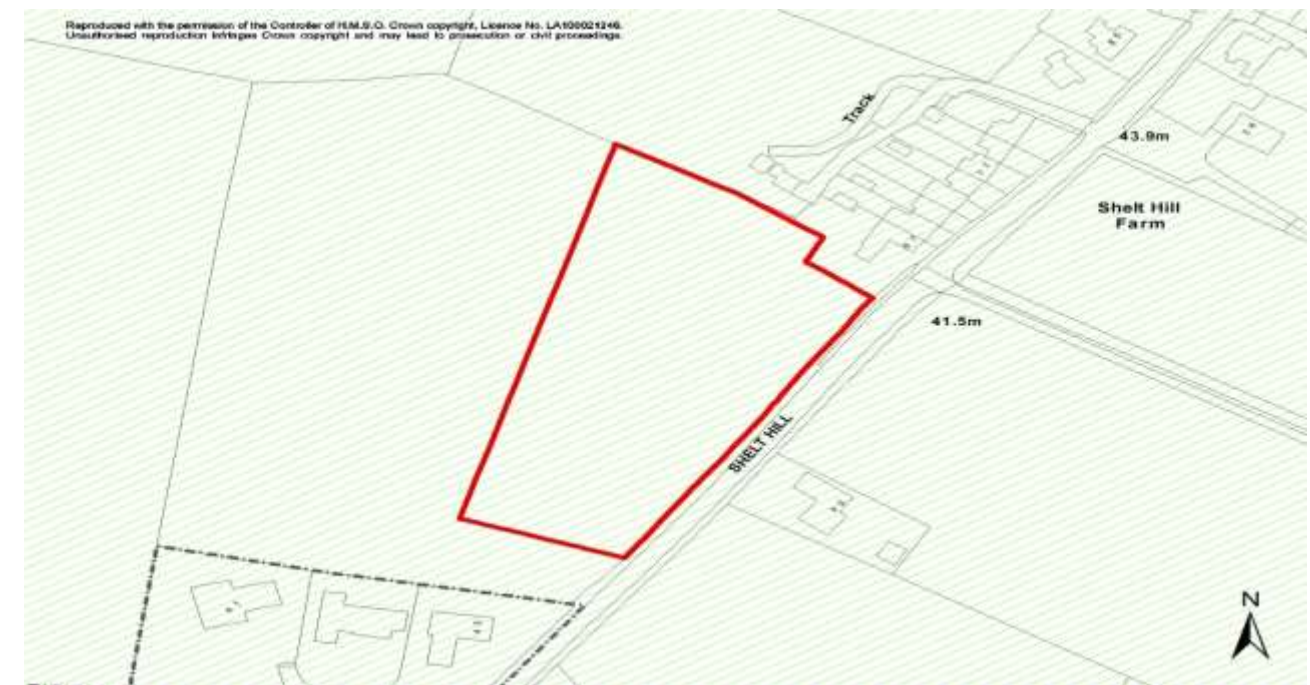 Reproduced with the permission of the Controller of H.M.S.O. Crown copyright, Licence No. LA100021246.
Unauthorised reproduction infringes Crown copyright and may lead to prosecution or civil proceedings.
Track
43.9m
Shelt Hill
Farm
41.5m
SHELT HILL
N